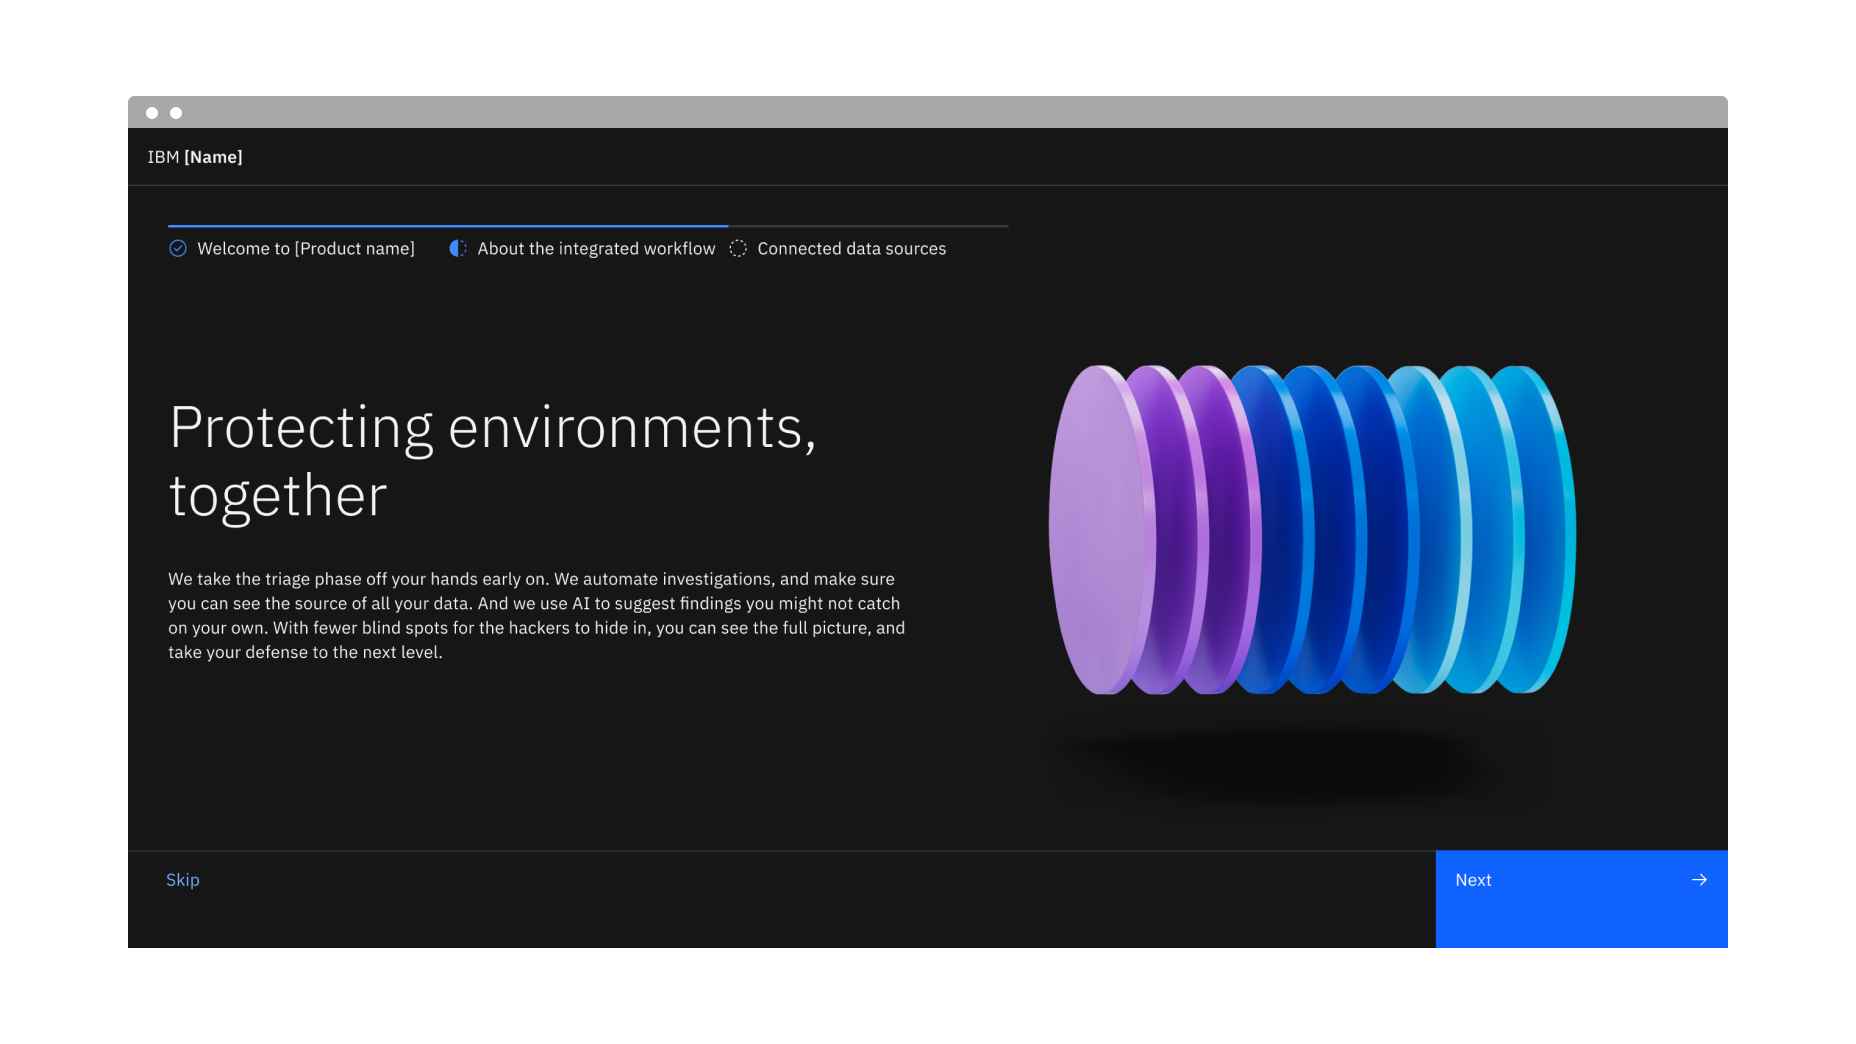 IBM [Name]
Welcome to [Product name] About the integrated workflow Connected data sources
Protecting environments,
together
We take the triage phase off your hands early on. We automate investigations, and make sure
you can see the source of all your data. And we use AI to suggest findings you might not catch
on your own. With fewer blind spots for the hackers to hide in, you can see the full picture, and
take your defense to the next level.
Skip Next